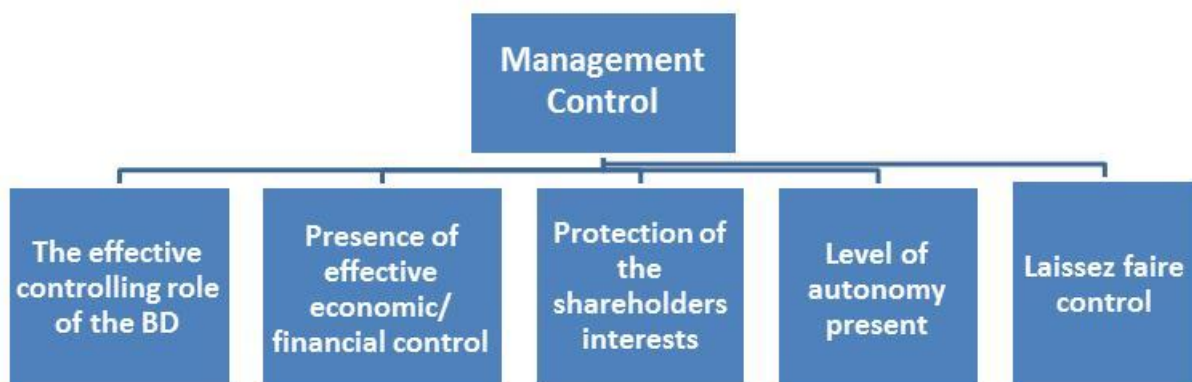 Management
Control
The effective
controlling role
of the BD
Presence of
effective
economic/
financial control
Protection of
the
shareholders
interests
Level of
autonomy
present
Laissez faire
control